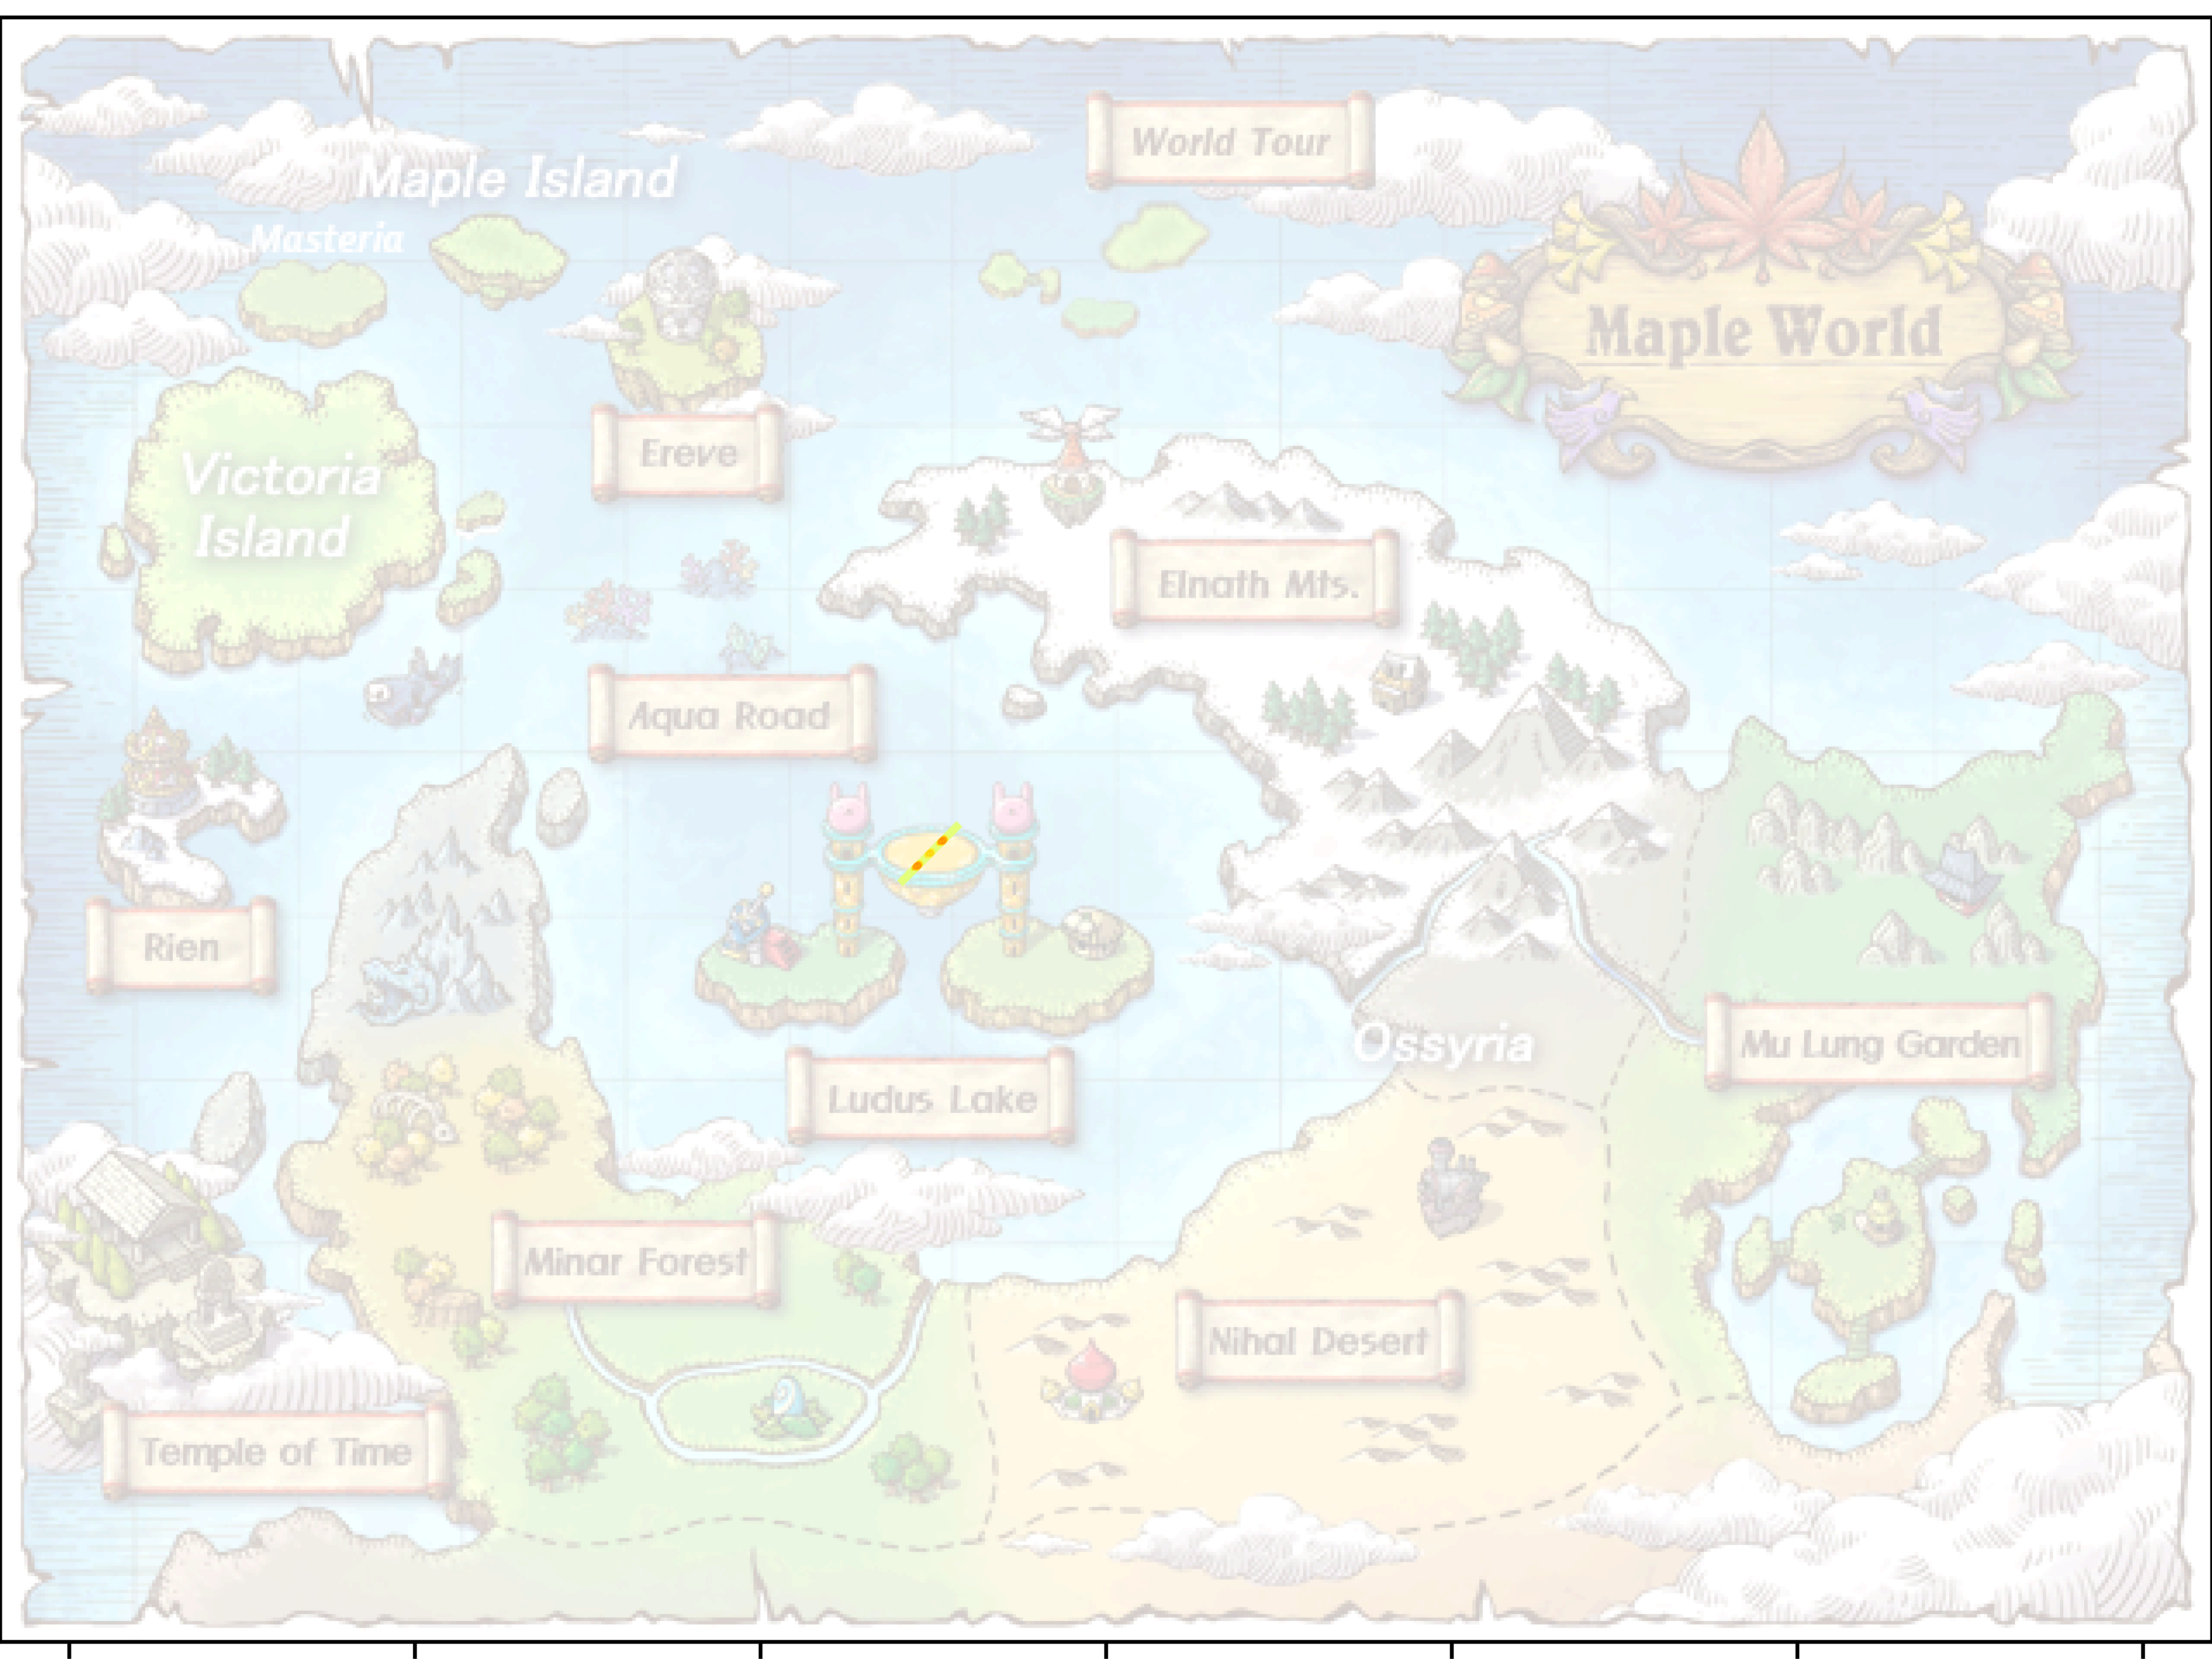 World Tour
Maple Island
Masteria
Maple World
Ereve
Victoria
Island
Elnath Mts.
Aqua Road
Rien
Ossyria
Mu Lung Garden
Ludus Lake
Minar Forest
Nihal Desert
Temple of Time